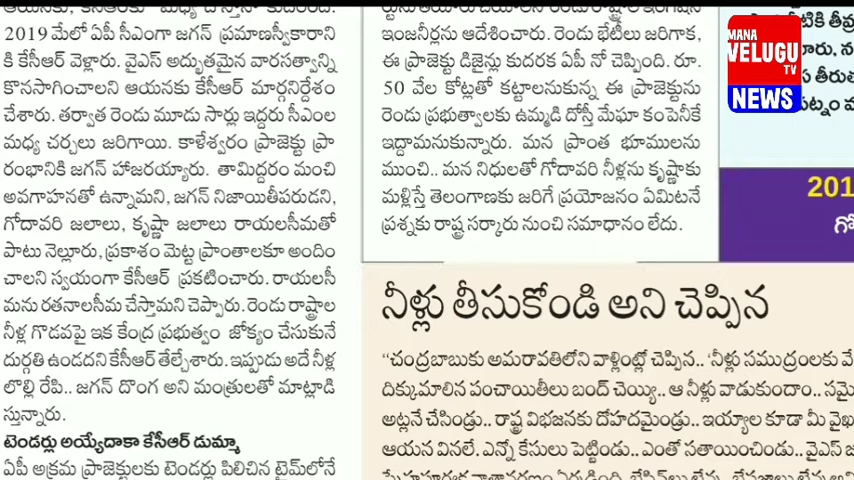 2019 మేలో ఏపీ సీఎంగా జగన్ ప్రమాణస్వీకారాని
కి కేసీఆర్ వెళ్లారు. వైఎస్ అద్భుతమైన వారసత్వాన్ని
కొనసాగించాలని ఆయనకు కేసీఆర్ మార్గనిర్దేశం
చేశారు. తర్వాత రెండు మూడు సార్లు ఇద్దరు సీఎంల
మధ్య చర్చలు జరిగాయి. కాళేశ్వరం ప్రాజెక్టు ప్రా
రంభానికి జగన్ హాజరయ్యారు. తామిద్దరం మంచి
అవగాహనతో ఉన్నామని, జగన్ నిజాయితీపరుడని,
గోదావరి జలాలు, కృష్ణా జలాలు రాయలసీమతో
పాటు నెల్లూరు, ప్రకాశం మెట్ట ప్రాంతాలకూ అందిం
చాలని స్వయంగా కేసీఆర్ ప్రకటించారు. రాయలసీ
మను రతనాలసీమ చేస్తామని చెప్పారు. రెండు రాష్ట్రాల
నీళ్ల గొడవపై ఇక కేంద్ర ప్రభుత్వం జోక్యం చేసుకునే
దుర్గతి ఉండదని కేసీఆర్ తేల్చేశారు. ఇప్పుడు అదే నీళ్ల
లొల్లి రేపి.. జగన్ దొంగ అని మంత్రులతో మాట్లాడి
స్తున్నారు.
టెండర్లు అయ్యేదాకా కేసీఆర్ డుమ్మా
ఏపీ అక్రమ ప్రాజెక్టులకు టెండర్లు పిలిచిన టైమ్‌లోనే
ఇంజనీర్లను ఆదేశించారు. రెండు భేటీలు జరిగాక,
ఈ ప్రాజెక్టు డిజైన్లు కుదరక ఏపీ నో చెప్పింది. రూ.
50 వేల కోట్లతో కట్టాలనుకున్న ఈ ప్రాజెక్టును
రెండు ప్రభుత్వాలకు ఉమ్మడి దోస్తీ మేఘా కంపెనీకే
ఇద్దామనుకున్నారు. మన ప్రాంత భూములను
ముంచి.. మన నిధులతో గోదావరి నీళ్లను కృష్ణాకు
మళ్లిస్తే తెలంగాణకు జరిగే ప్రయోజనం ఏమిటనే
ప్రశ్నకు రాష్ట్ర సర్కారు నుంచి సమాధానం లేదు.
నీళ్లు తీసుకోండి అని చెప్పిన
“చంద్రబాబుకు అమరావతిలోని వాళ్లింట్లో చెప్పిన.. ‘నీళ్లు సముద్రంలకు
దిక్కుమాలిన పంచాయితీలు బంద్ చెయ్యి.. ఆ నీళ్లు వాడుకుందాం..
అట్లనే చేసిండ్రు.. రాష్ట్ర విభజనకు దోహదమైండ్రు.. ఇయ్యాల కూడా మీ
ఆయన వినలే. ఎన్నో కేసులు పెట్టిండు.. ఎంతో సతాయించిండు.. వైఎస్
MANA
VELUGU
TV
NEWS
201
గో